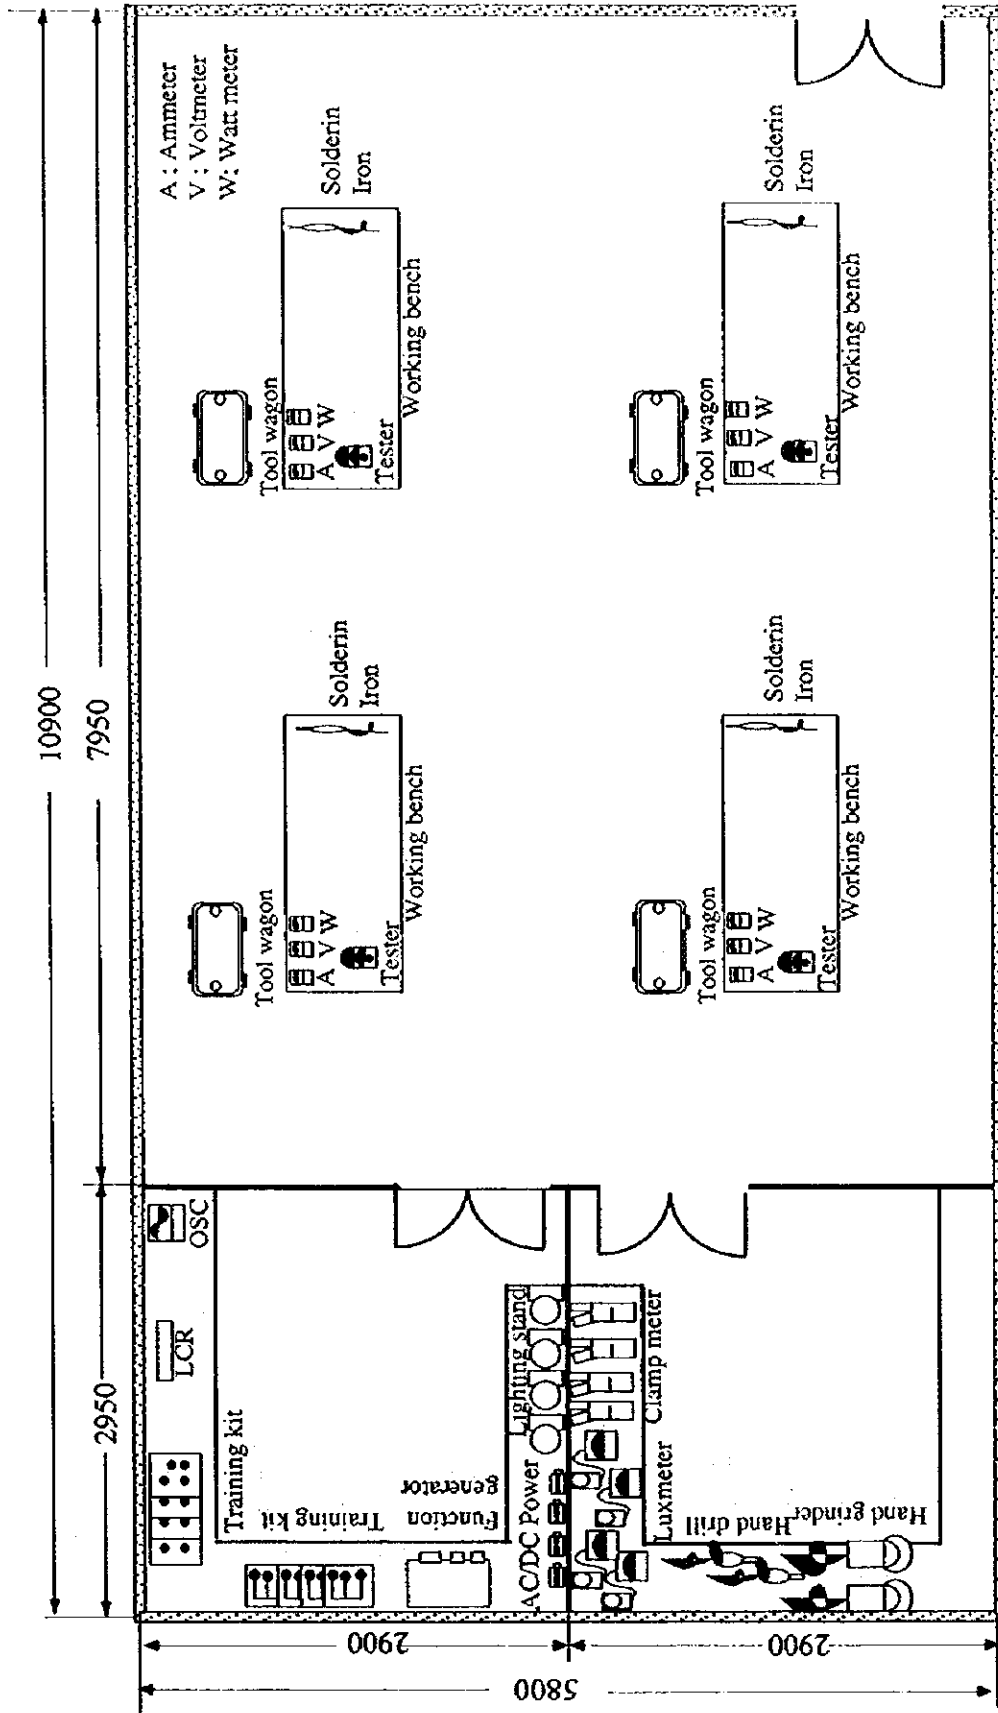 10900
7950
2950
A : Ammeter
V : Voltmeter
W: Watt meter
Solderin
Iron
Tool wagon
A V W
Tester
Working bench
Solderin
Iron
Tool wagon
A V W
Tester
Working bench
Solderin
Iron
Tool wagon
A V W
Tester
Working bench
Solderin
Iron
Tool wagon
A V W
Tester
Working bench
OSC
LCR
Training kit
Training kit
Function
generator
AC/DC Power
Lighting stand
Clamp meter
Luxmeter
Hand drill
Hand grinder
2900
2900
5800